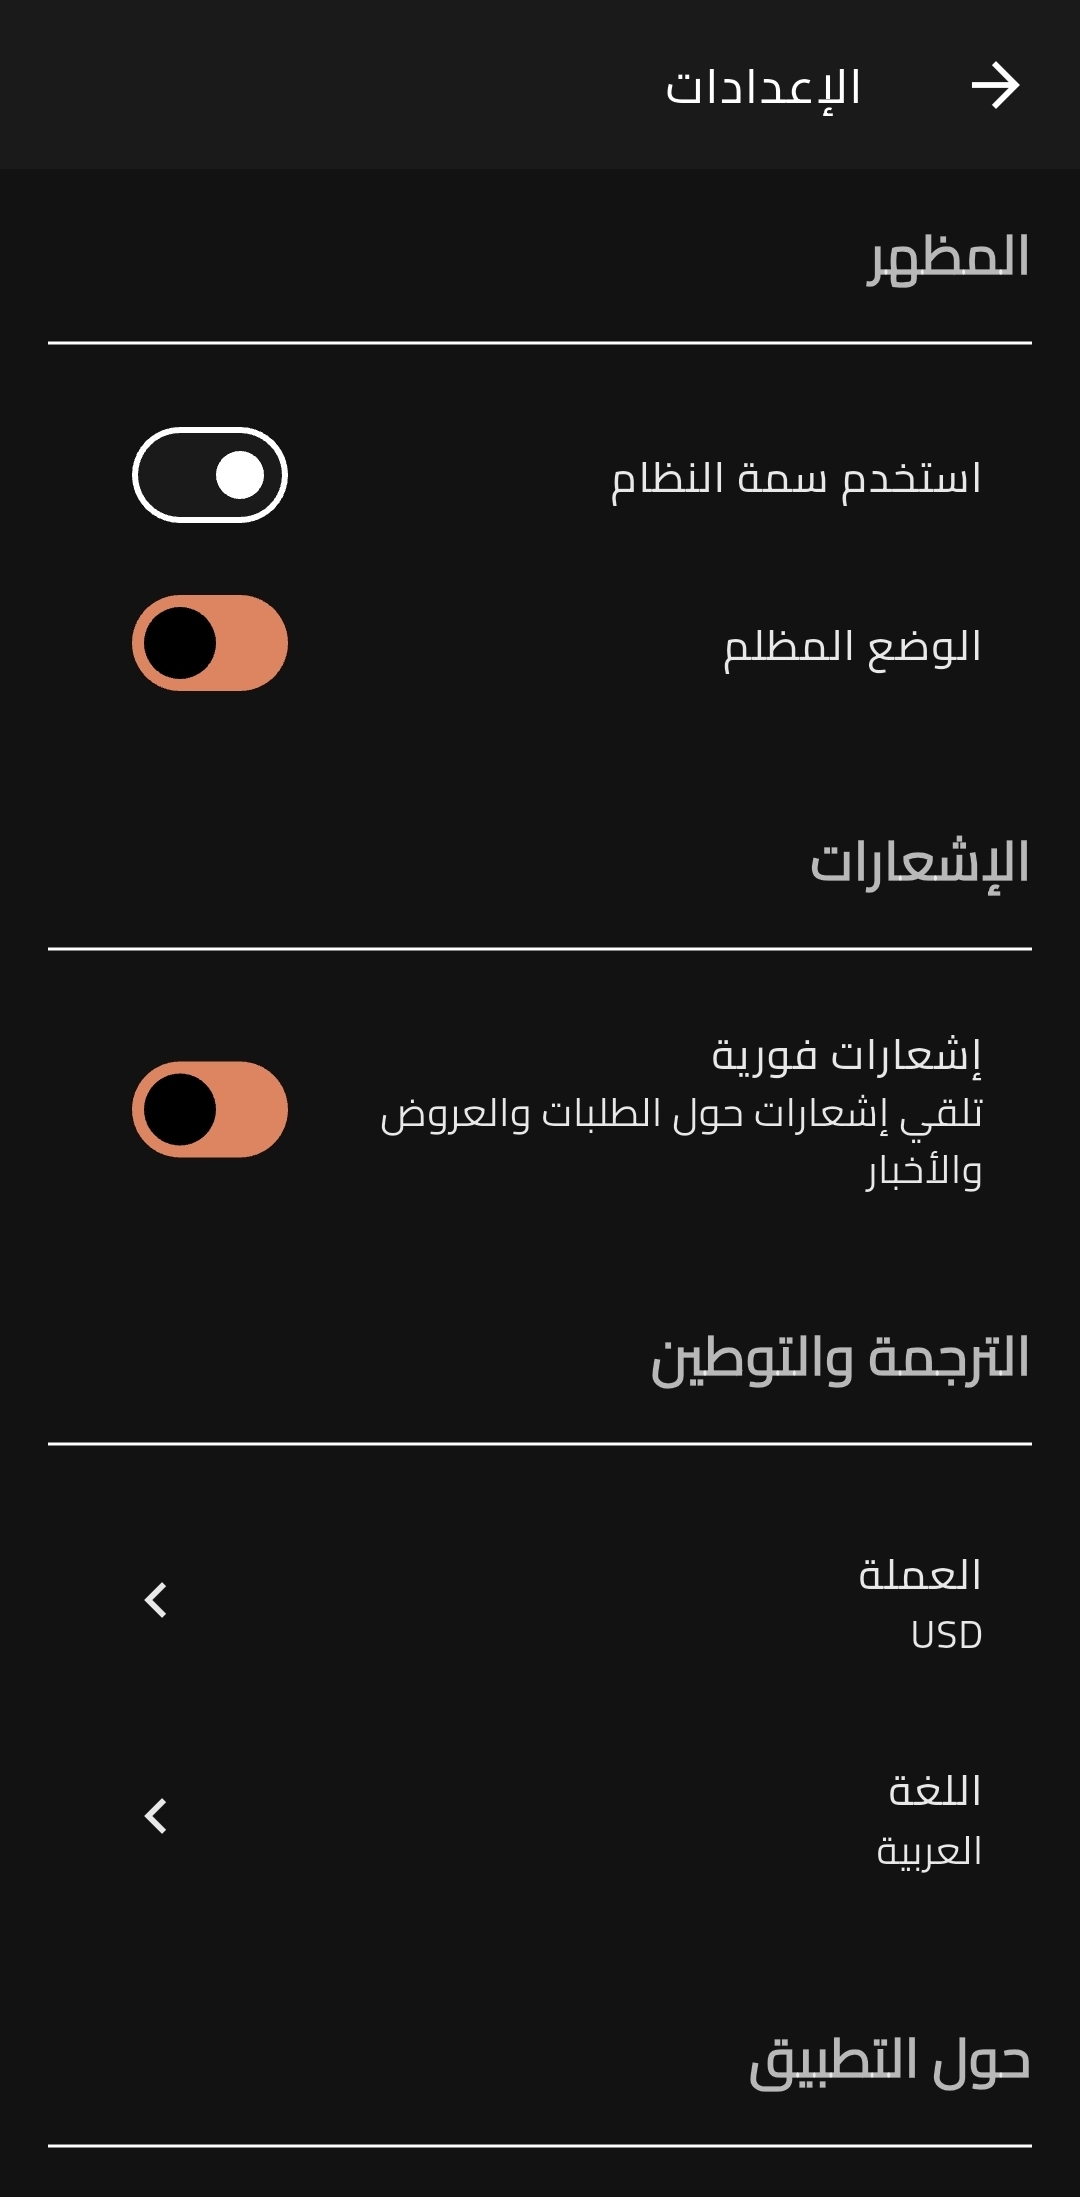 الإعدادات
المظهر
استخدم سمة النظام
الوضع المظلم
الإشعارات
إشعارات فورية
تلقي إشعارات حول الطلبات والعروض
والأخبار
الترجمة والتوطين
العملة
USD
اللغة
العربية
حول التطبيق